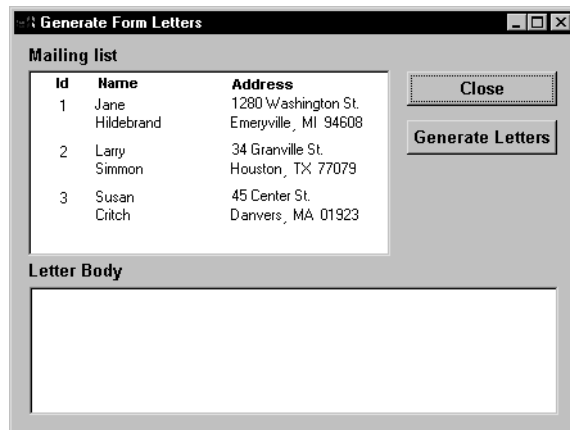 Generate Form Letters
Mailing list
Id Name Address
1 Jane 1280 Washington St.
Hildebrand Emeryville, MI 94608
2 Larry 34 Granville St.
Simmon Houston, TX 77079
3 Susan 45 Center St.
Critch Danvers, MA 01923
Close
Generate Letters
Letter Body